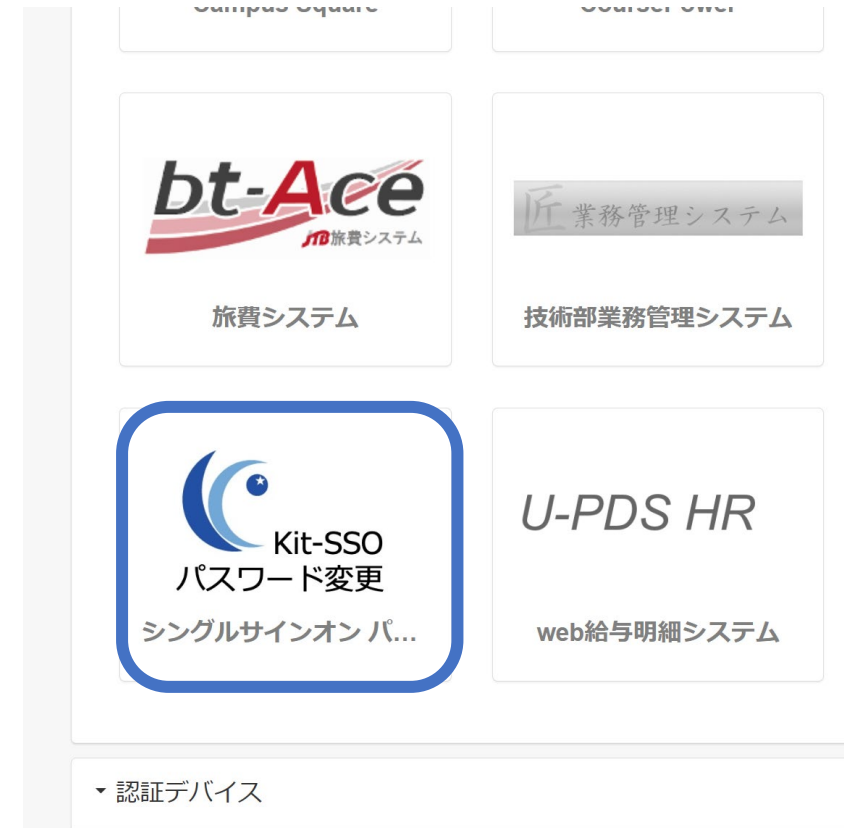 Campus Square
CoursePower
bt-Ace
JTB旅費システム
匠 業務管理システム
旅費システム
技術部業務管理システム
Kit-SSO
パスワード変更
U-PDS HR
シングルサインオン パ...
web給与明細システム
認証デバイス